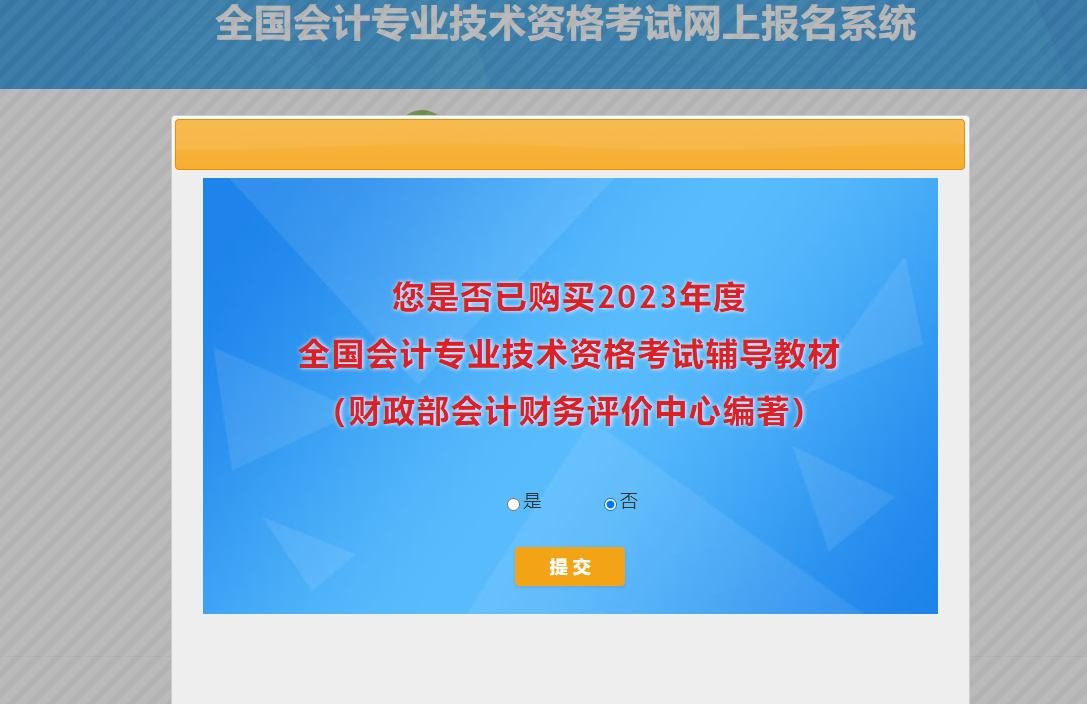 全国会计专业技术资格考试网上报名系统
您是否已购买2023年度
全国会计专业技术资格考试辅导教材
(财政部会计财务评价中心编著)
是 否
提交